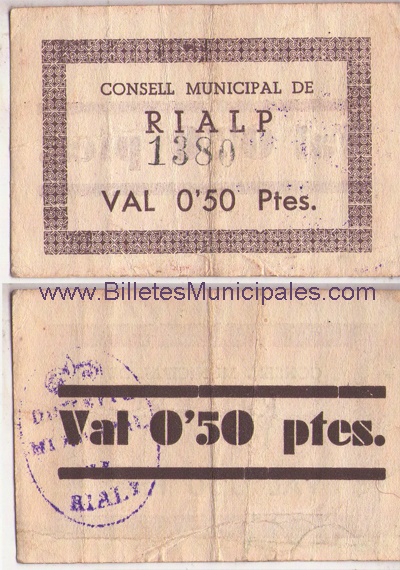 CONSELL MUNICIPAL DE
RIALP
1380
VAL 0'50 Ptes.
www.BilletesMunicipales.com
Val 0'50 ptes.
RIALP